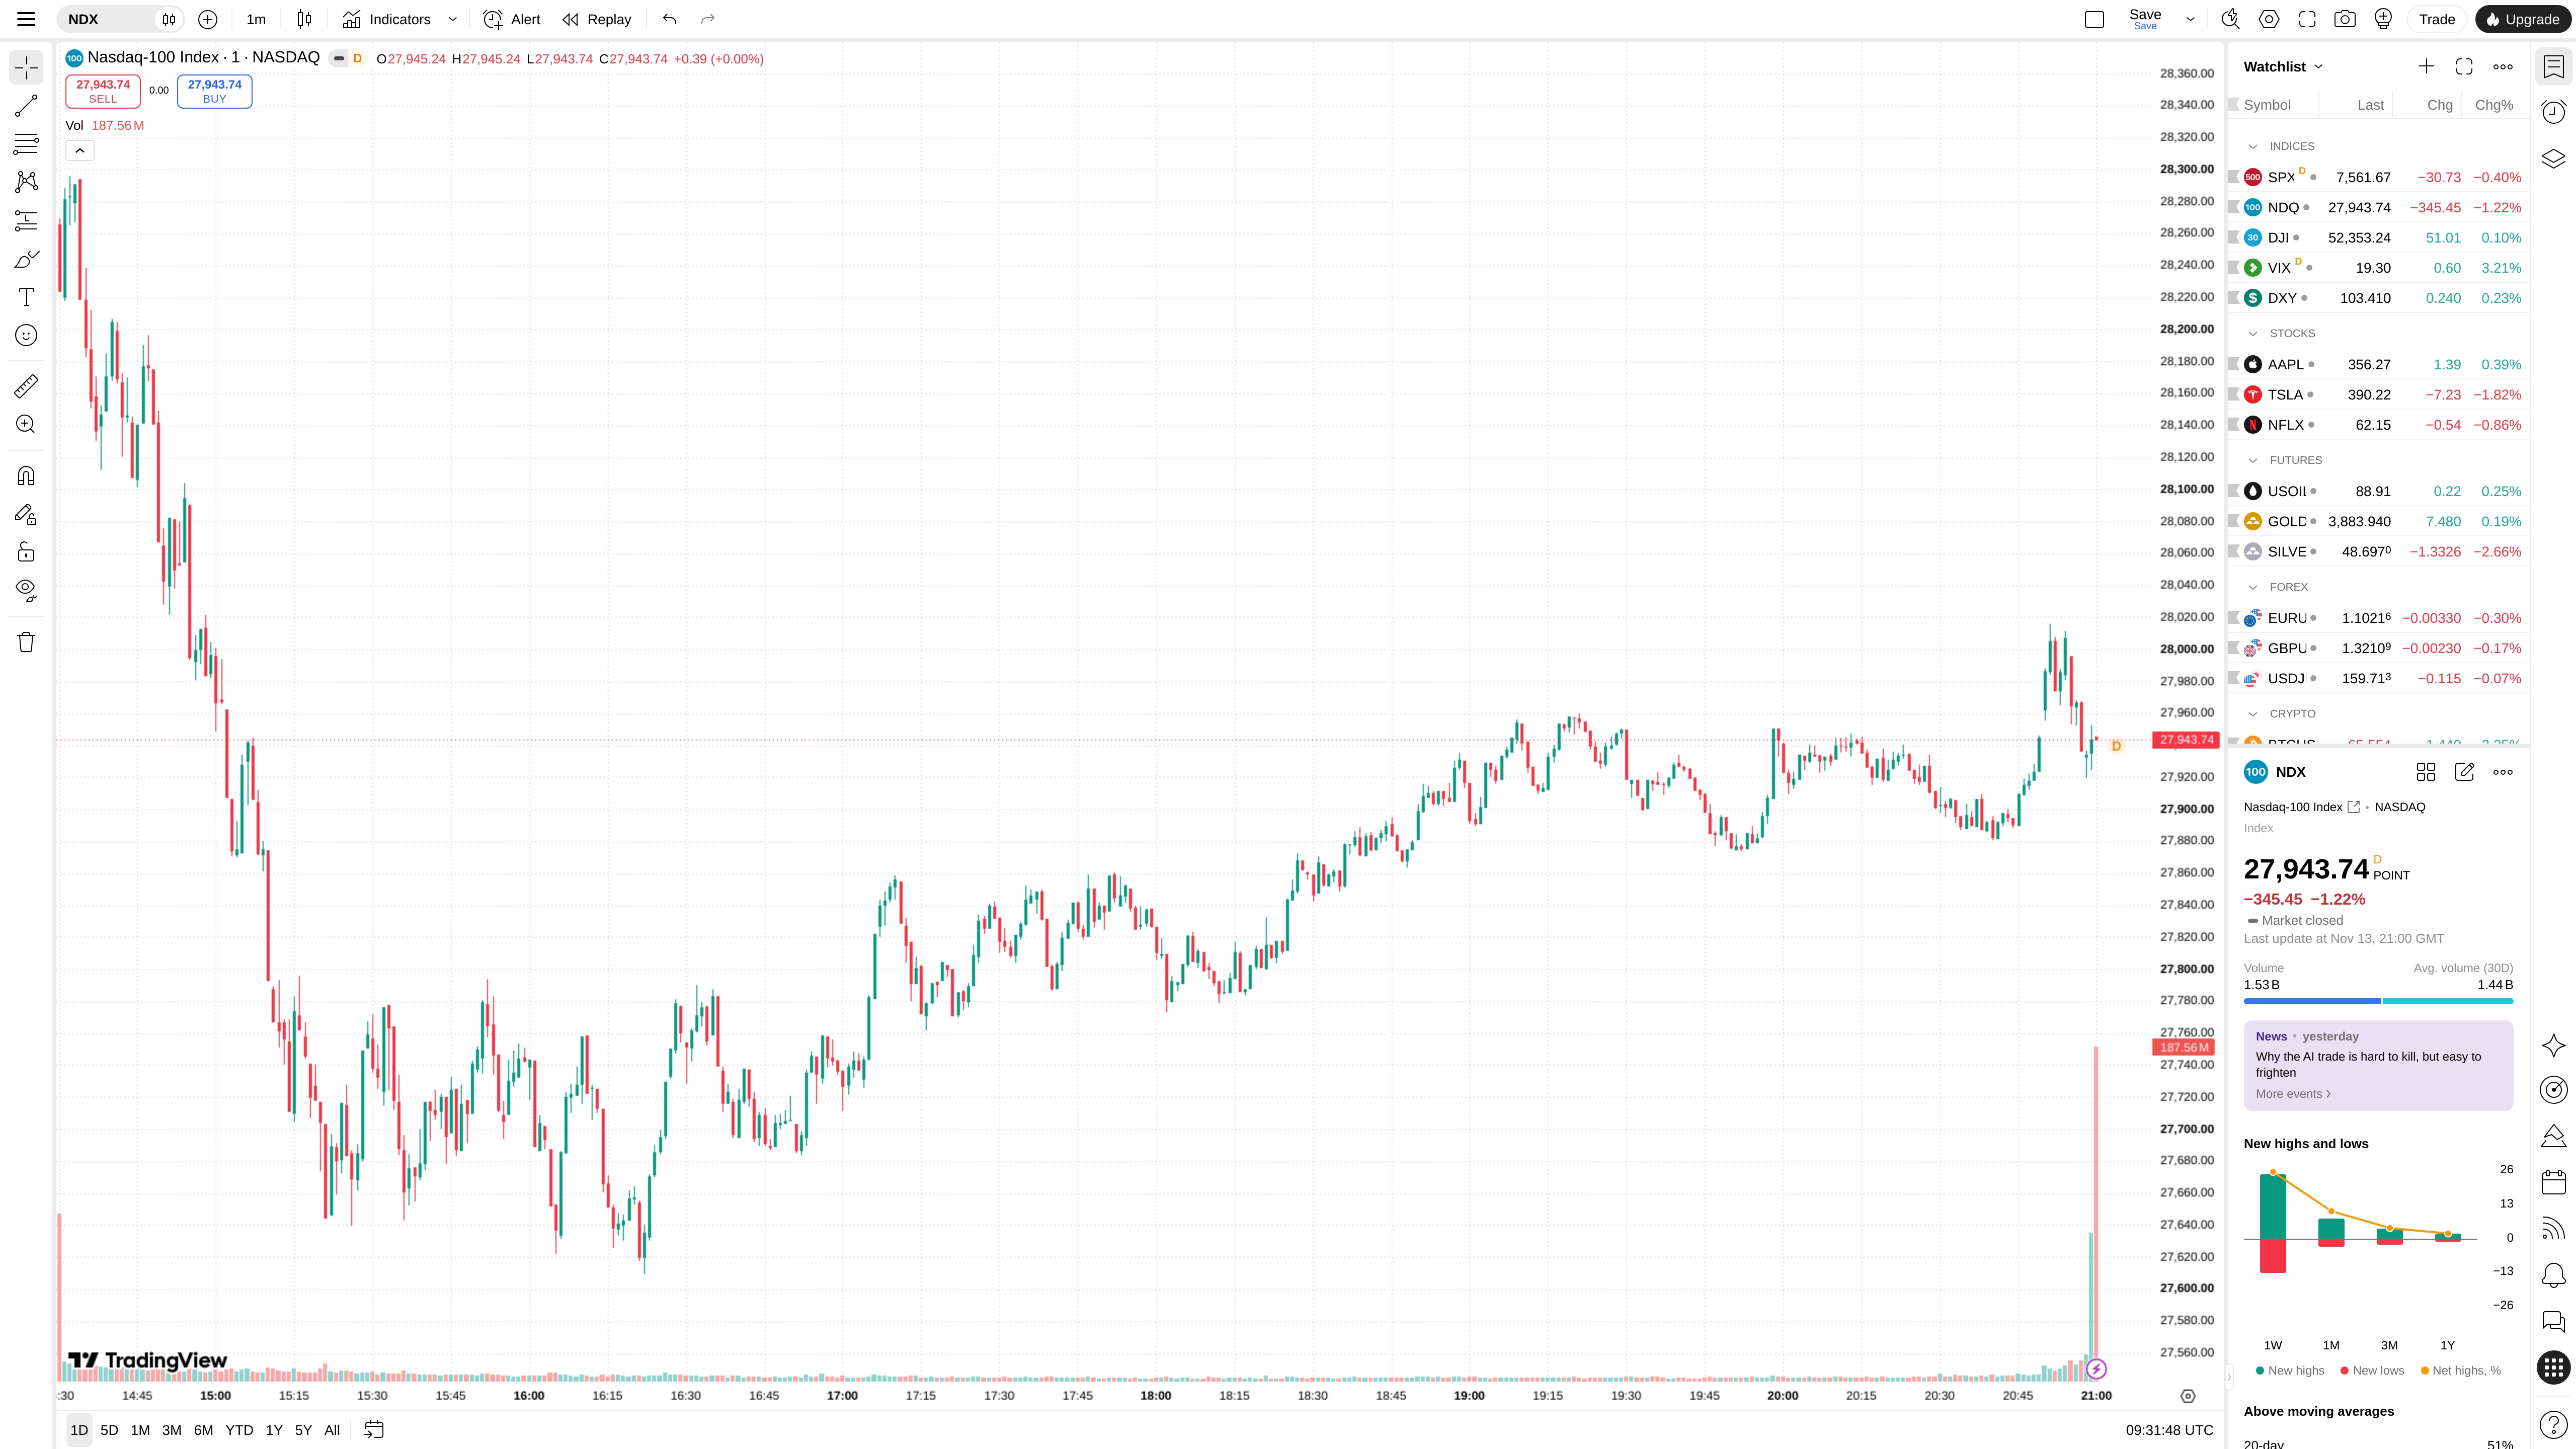 NDX 1m Indicators Alert Replay Save Save Trade Upgrade
100 Nasdaq-100 Index · 1 · NASDAQ D O27,945.24 H27,945.24 L27,943.74 C27,943.74 +0.39 (+0.00%)
27,943.74 SELL 0.00 27,943.74 BUY
Vol 187.56 M
28,360.00
28,340.00
28,320.00
28,300.00
28,280.00
28,260.00
28,240.00
28,220.00
28,200.00
28,180.00
28,160.00
28,140.00
28,120.00
28,100.00
28,080.00
28,060.00
28,040.00
28,020.00
28,000.00
27,980.00
27,960.00
27,943.74
D
27,920.00
27,900.00
27,880.00
27,860.00
27,840.00
27,820.00
27,800.00
27,780.00
27,760.00
187.56 M
27,740.00
27,720.00
27,700.00
27,680.00
27,660.00
27,640.00
27,620.00
27,600.00
27,580.00
27,560.00
TradingView
:30 14:45 15:00 15:15 15:30 15:45 16:00 16:15 16:30 16:45 17:00 17:15 17:30 17:45 18:00 18:15 18:30 18:45 19:00 19:15 19:30 19:45 20:00 20:15 20:30 20:45 21:00
1D 5D 1M 3M 6M YTD 1Y 5Y All 09:31:48 UTC
Watchlist
Symbol Last Chg Chg%
INDICES
500 SPX D 7,561.67 −30.73 −0.40%
100 NDQ 27,943.74 −345.45 −1.22%
30 DJI 52,353.24 51.01 0.10%
VIX D 19.30 0.60 3.21%
$ DXY 103.410 0.240 0.23%
STOCKS
AAPL 356.27 1.39 0.39%
TSLA 390.22 −7.23 −1.82%
N NFLX 62.15 −0.54 −0.86%
FUTURES
USOIL 88.91 0.22 0.25%
GOLD 3,883.940 7.480 0.19%
SILVE 48.6970 −1.3326 −2.66%
FOREX
EURU 1.10216 −0.00330 −0.30%
GBPU 1.32109 −0.00230 −0.17%
USDJ 159.713 −0.115 −0.07%
CRYPTO
100 NDX
Nasdaq-100 Index • NASDAQ
Index
27,943.74 D POINT
−345.45 −1.22%
Market closed
Last update at Nov 13, 21:00 GMT
Volume Avg. volume (30D)
1.53 B 1.44 B
News • yesterday
Why the AI trade is hard to kill, but easy to
frighten
More events
New highs and lows
26
13
0
−13
−26
1W 1M 3M 1Y
New highs New lows Net highs, %
Above moving averages
20-day 51%